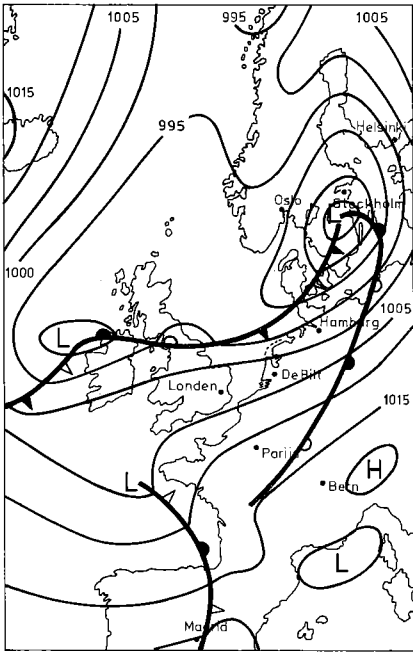 1005
995
1005
1015
995
Helsinki
Oslo
Stockholm
L
1000
1005
L
Hamburg
De Bilt
Londen
1015
Parijs
L
H
Bern
L
Madrid